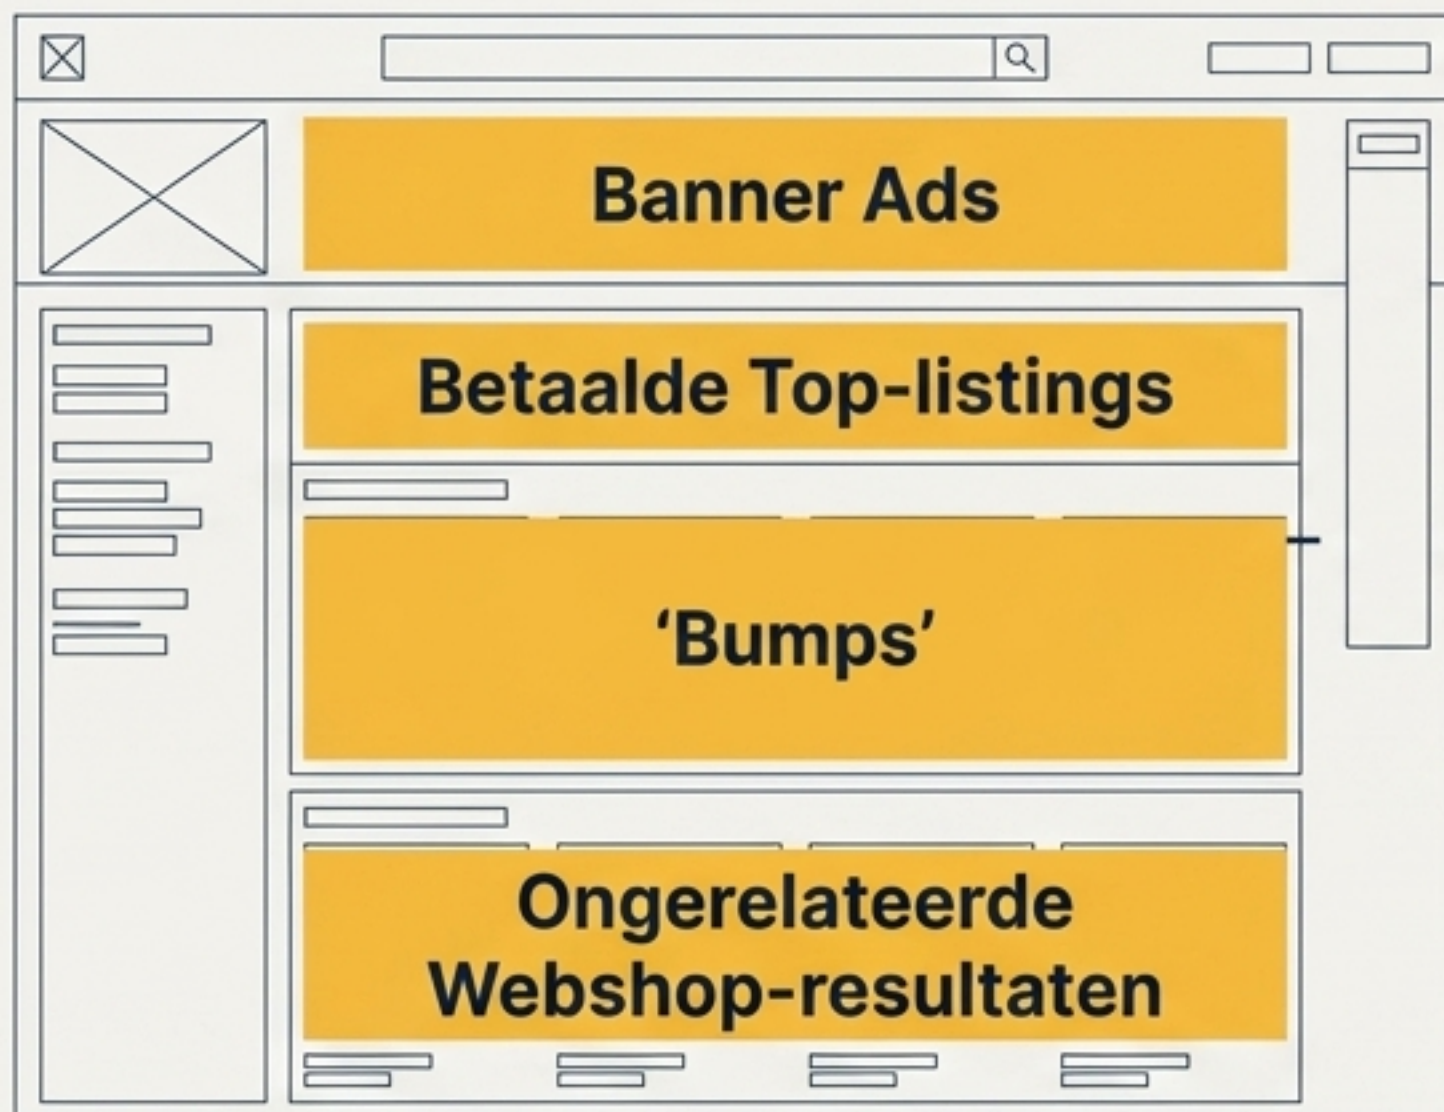 Banner Ads
Betaalde Top-listings
‘Bumps’
Ongerelateerde
Webshop-resultaten